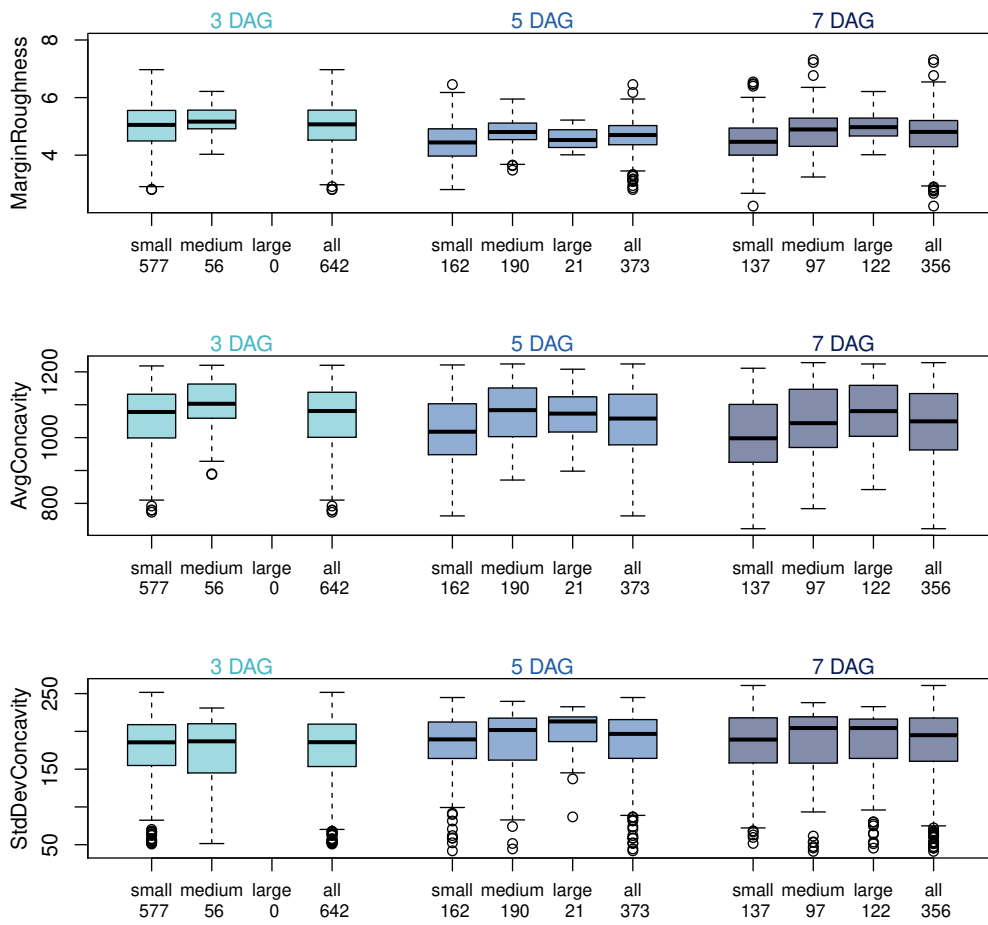 3 DAG 5 DAG 7 DAG
MarginRoughness
8
6
4
small medium large all small medium large all small medium large all
577 56 0 642 162 190 21 373 137 97 122 356
3 DAG 5 DAG 7 DAG
AvgConcavity
1200
1000
800
small medium large all small medium large all small medium large all
577 56 0 642 162 190 21 373 137 97 122 356
3 DAG 5 DAG 7 DAG
StdDevConcavity
250
150
50
small medium large all small medium large all small medium large all
577 56 0 642 162 190 21 373 137 97 122 356